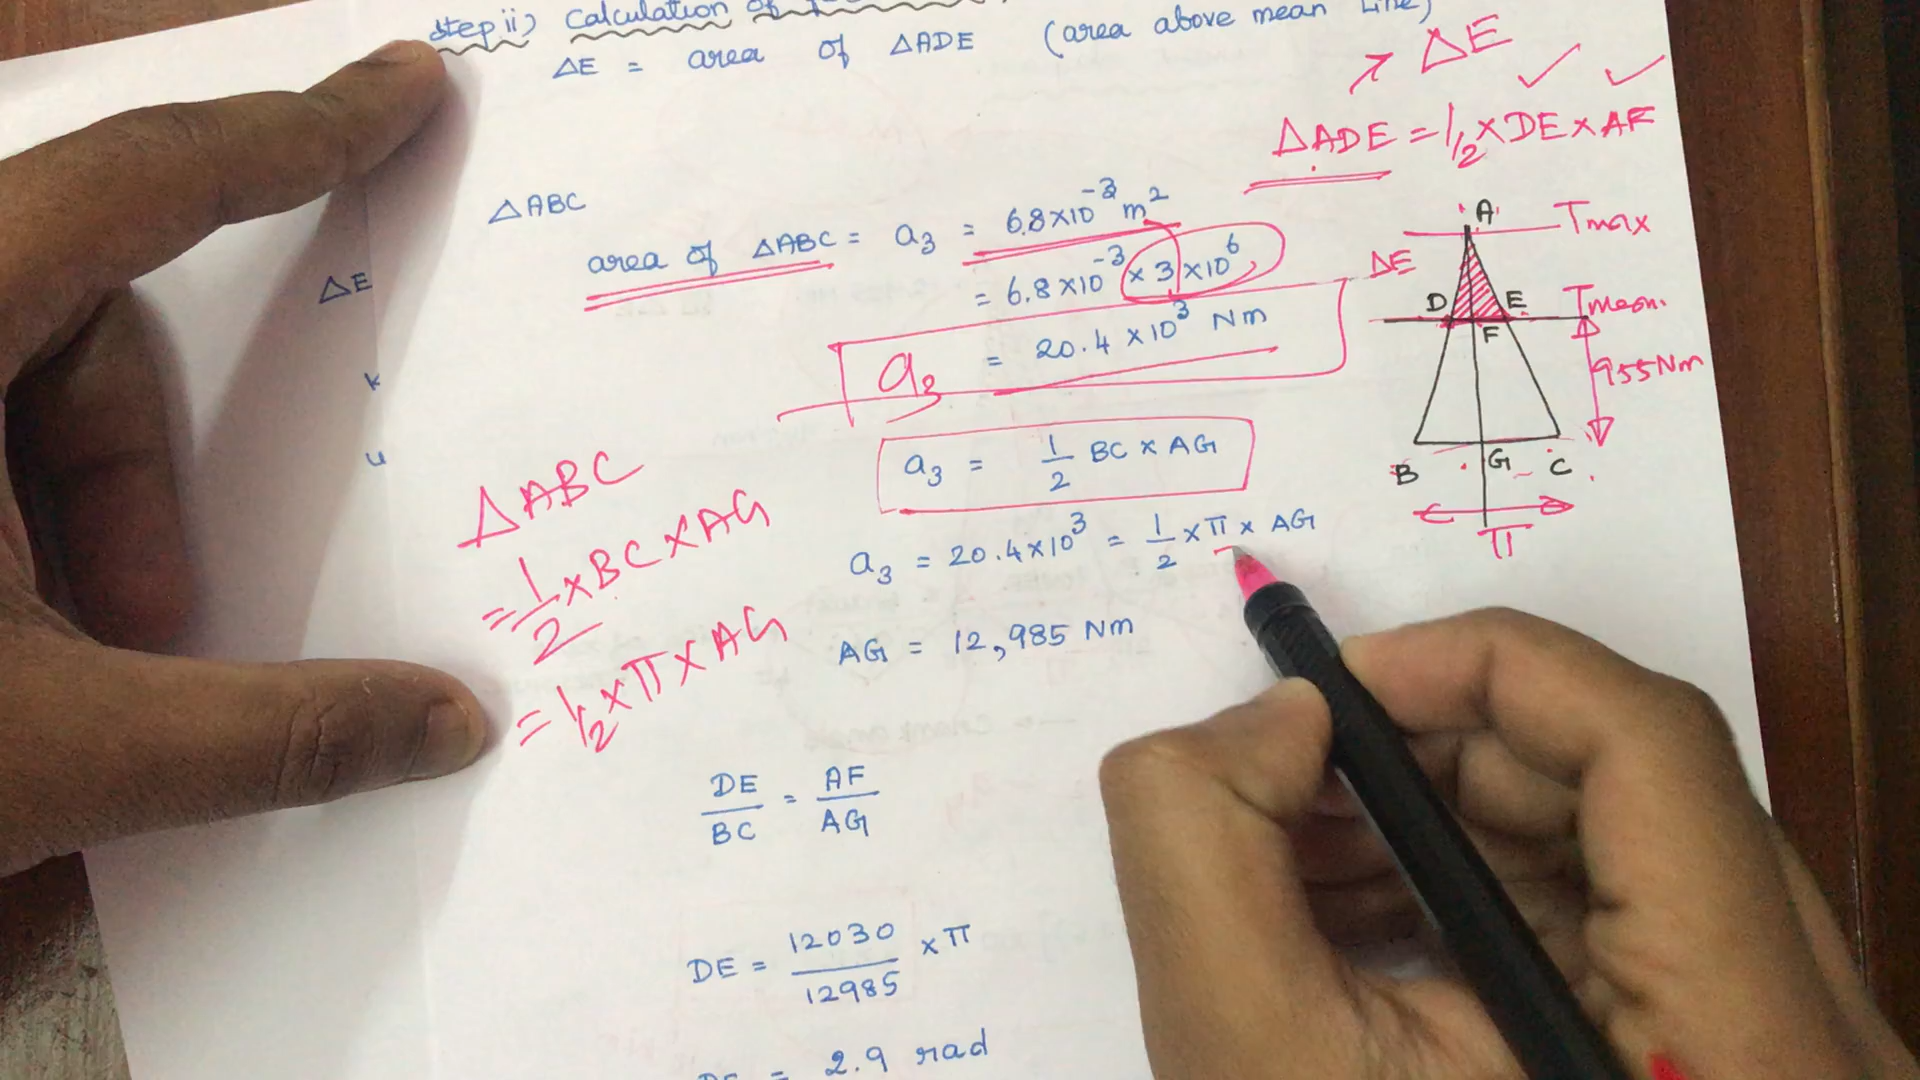 step ii) Calculation of
ΔE = area of ΔADE (area above mean Line)
↗ ΔE
ΔADE = 1/2 × DE × AF
ΔABC
area of ΔABC = a3 = 6.8×10^-3 m^2
= 6.8×10^-3 × 3 ×10^6
ΔE
a3 = 20.4 ×10^3 Nm
a3 = 1/2 BC × AG
a3 = 20.4×10^3 = 1/2 × π × AG
AG = 12,985 Nm
ΔE
k
u
ΔABC
= 1/2 × BC × AG
= 1/2 × π × AG
DE/BC = AF/AG
DE = 12030/12985 × π
= 2.9 rad
A
Tmax
ΔE
D E
Tmean.
F
955Nm
B G C
π